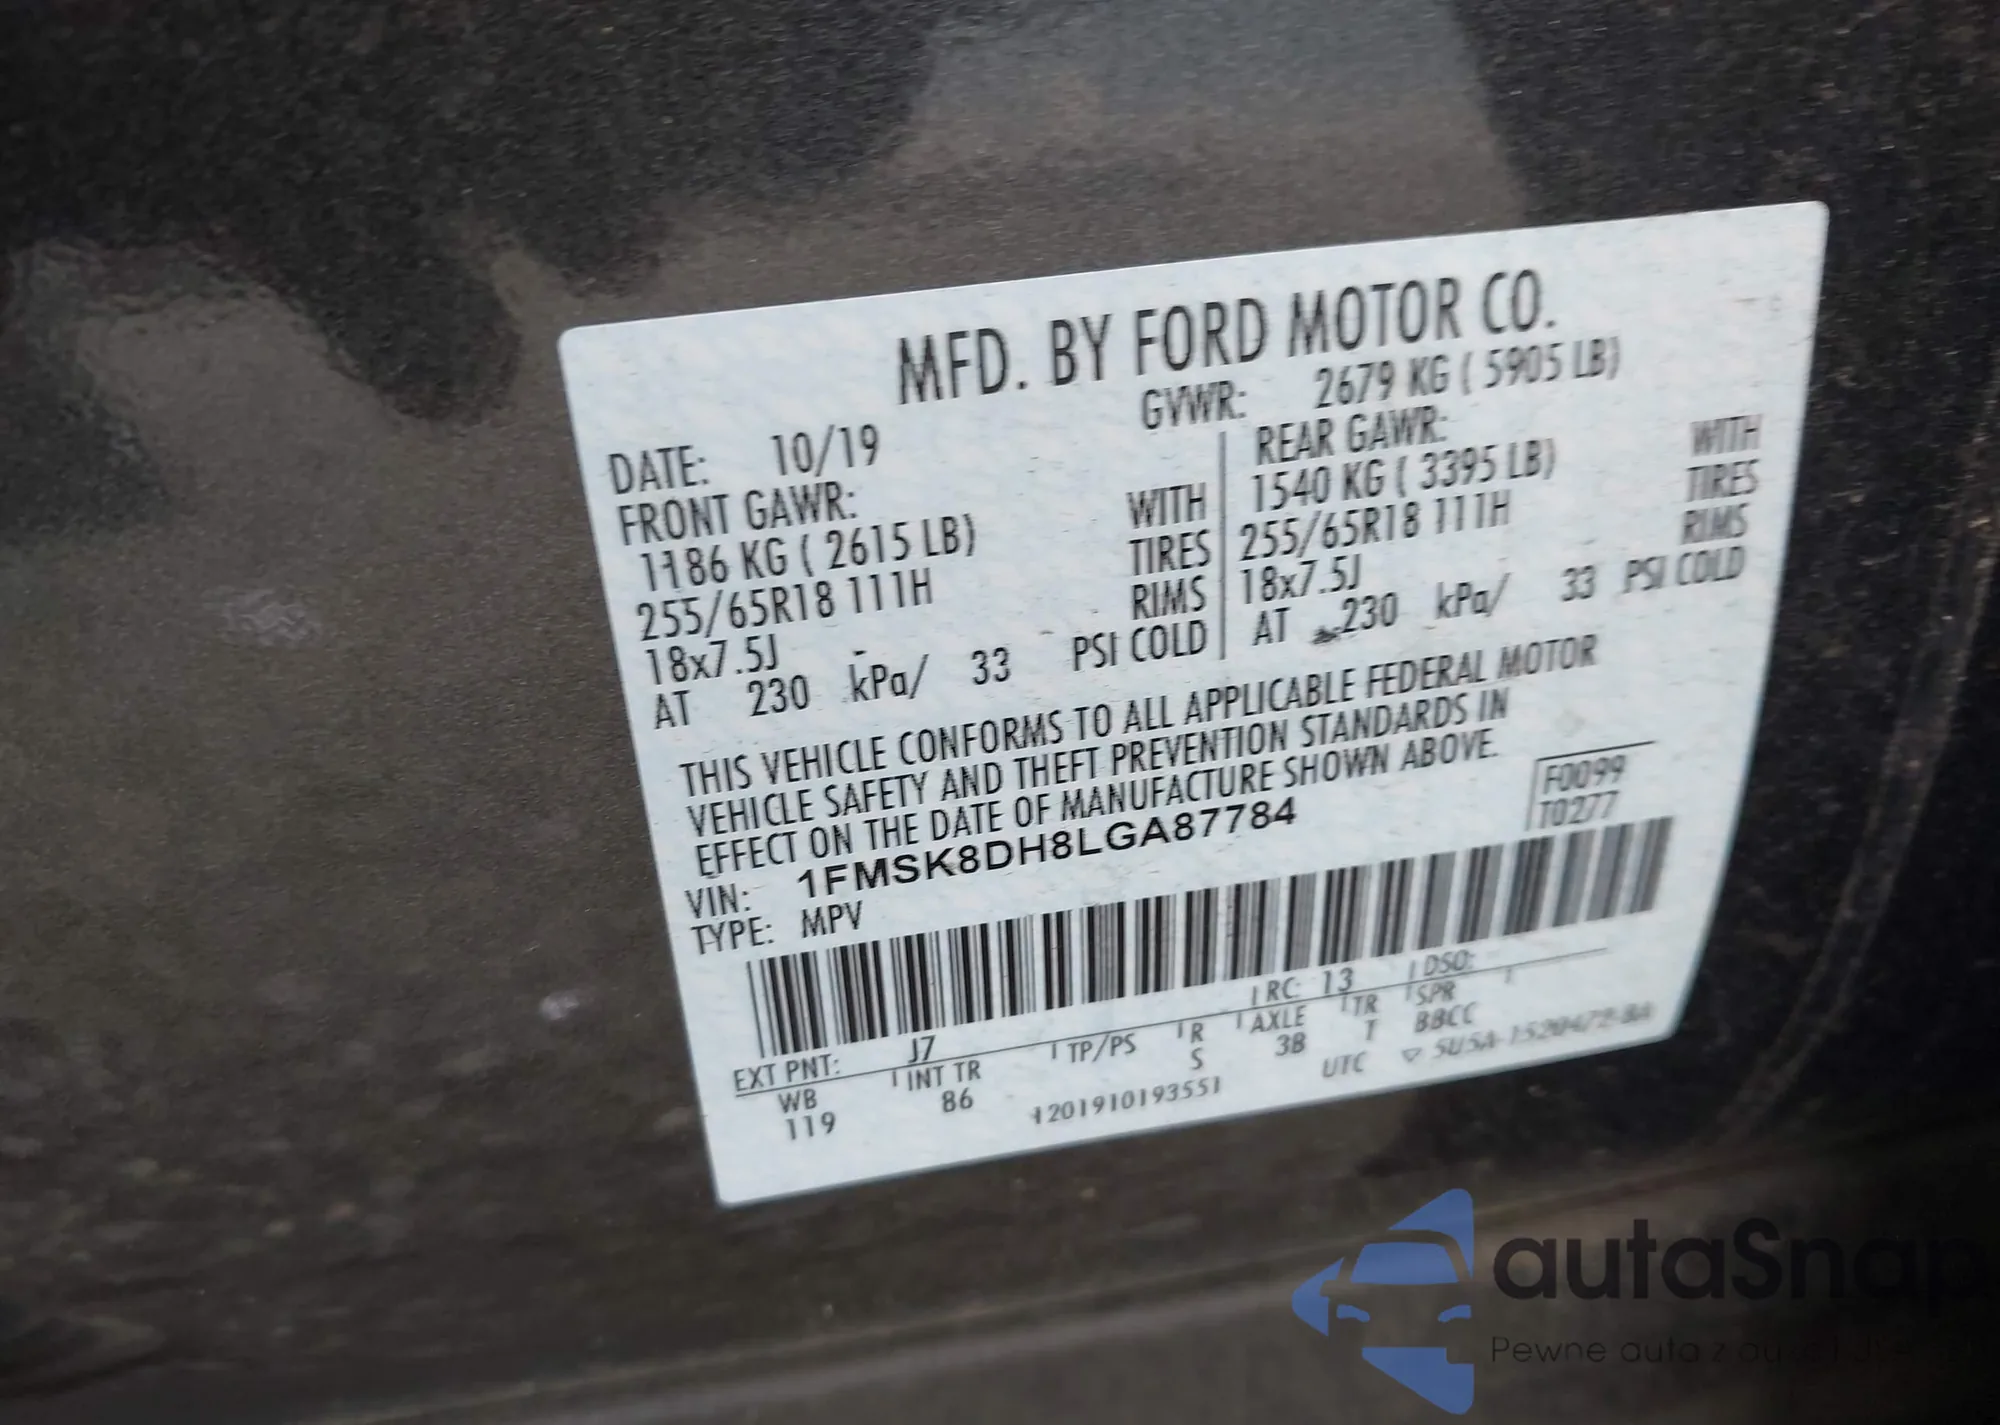 MFD. BY FORD MOTOR CO.
DATE: 10/19 GVWR: 2679 KG ( 5905 LB)
FRONT GAWR: REAR GAWR:
1186 KG ( 2615 LB) WITH 1540 KG ( 3395 LB) WITH
255/65R18 111H TIRES 255/65R18 111H TIRES
18x7.5J RIMS 18x7.5J RIMS
AT 230 kPa/ 33 PSI COLD AT 230 kPa/ 33 PSI COLD
THIS VEHICLE CONFORMS TO ALL APPLICABLE FEDERAL MOTOR
VEHICLE SAFETY AND THEFT PREVENTION STANDARDS IN
EFFECT ON THE DATE OF MANUFACTURE SHOWN ABOVE.
VIN: 1FMSK8DH8LGA87784 F0099
TYPE: MPV T0277
EXT PNT: J7 RC: 13 DSO:
WB INT TR TP/PS R AXLE TR SPR
119 86 S 3B T BBCC
1201910193551 UTC
autaSnap
Pewne auta z